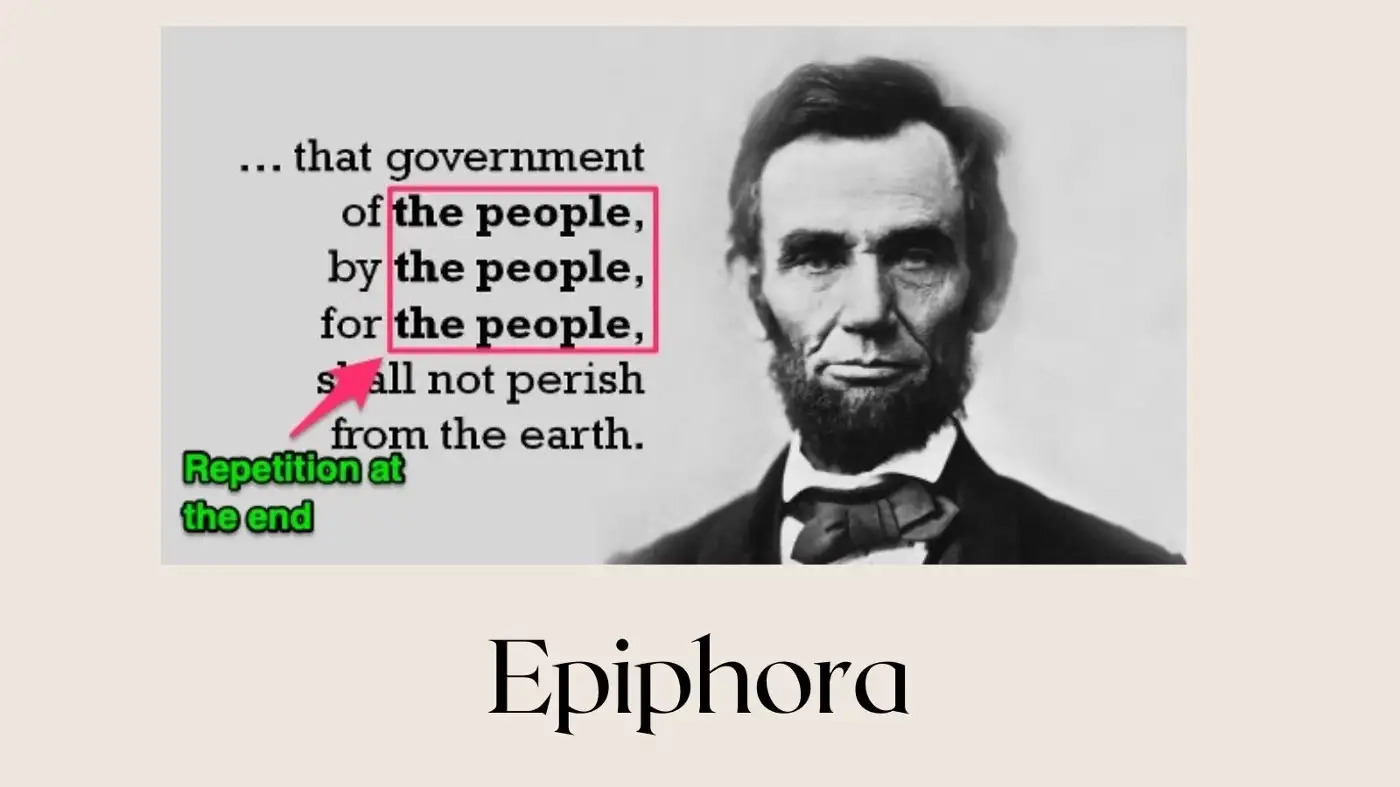 ... that government
of the people,
by the people,
for the people,
shall not perish
from the earth.
Repetition at
the end
Epiphora